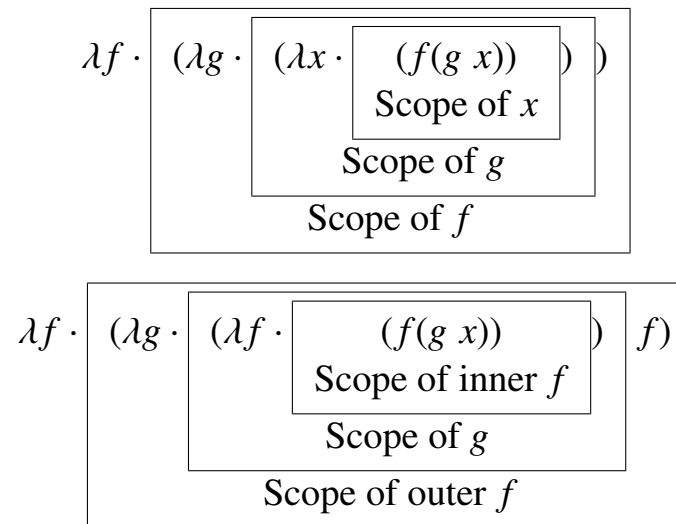 λf · (λg · (λx · (f(g x)) ) )
Scope of x
Scope of g
Scope of f
λf · (λg · (λf · (f(g x)) ) f)
Scope of inner f
Scope of g
Scope of outer f